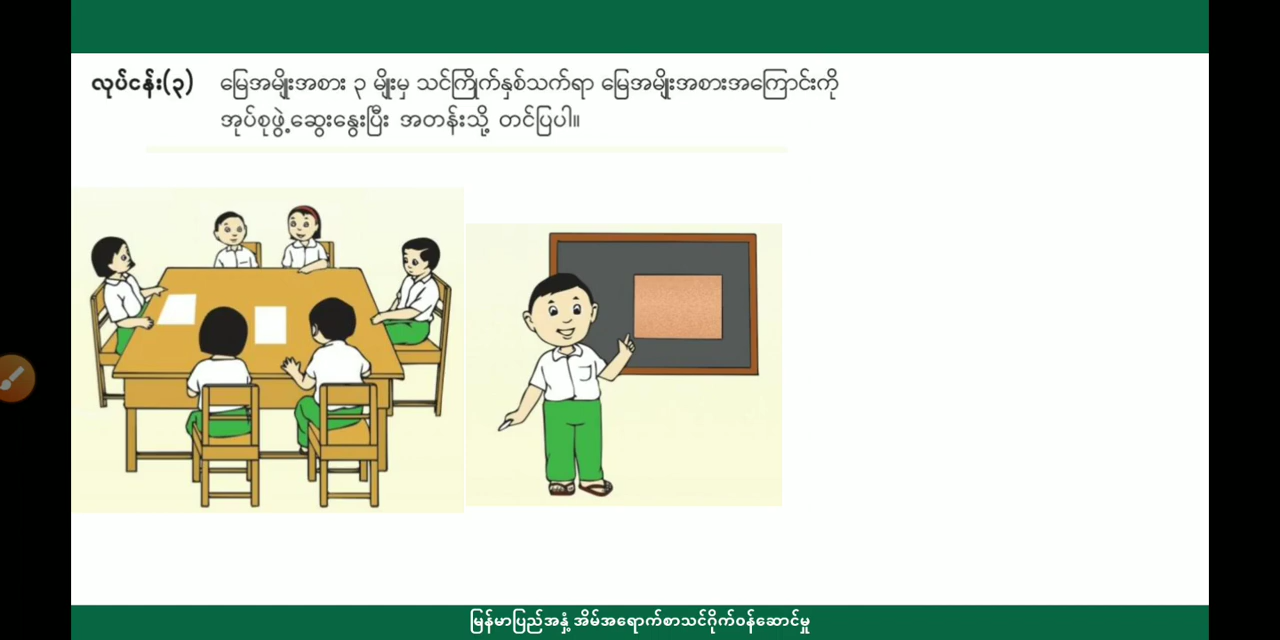 လုပ်ငန်း(၃) မြေအမျိုးအစား ၃ မျိုးမှ သင်ကြိုက်နှစ်သက်ရာ မြေအမျိုးအစားအကြောင်းကို
အုပ်စုဖွဲ့ဆွေးနွေးပြီး အတန်းသို့ တင်ပြပါ။
မြန်မာပြည်အနှံ့ အိမ်အရောက်စာသင်ဂိုက်ဝန်ဆောင်မှု